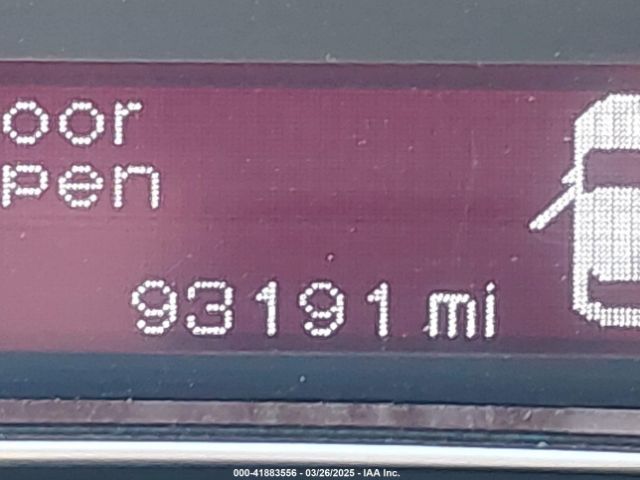 oor
pen
93191 mi
000-41883556 - 03/26/2025 - IAA Inc.